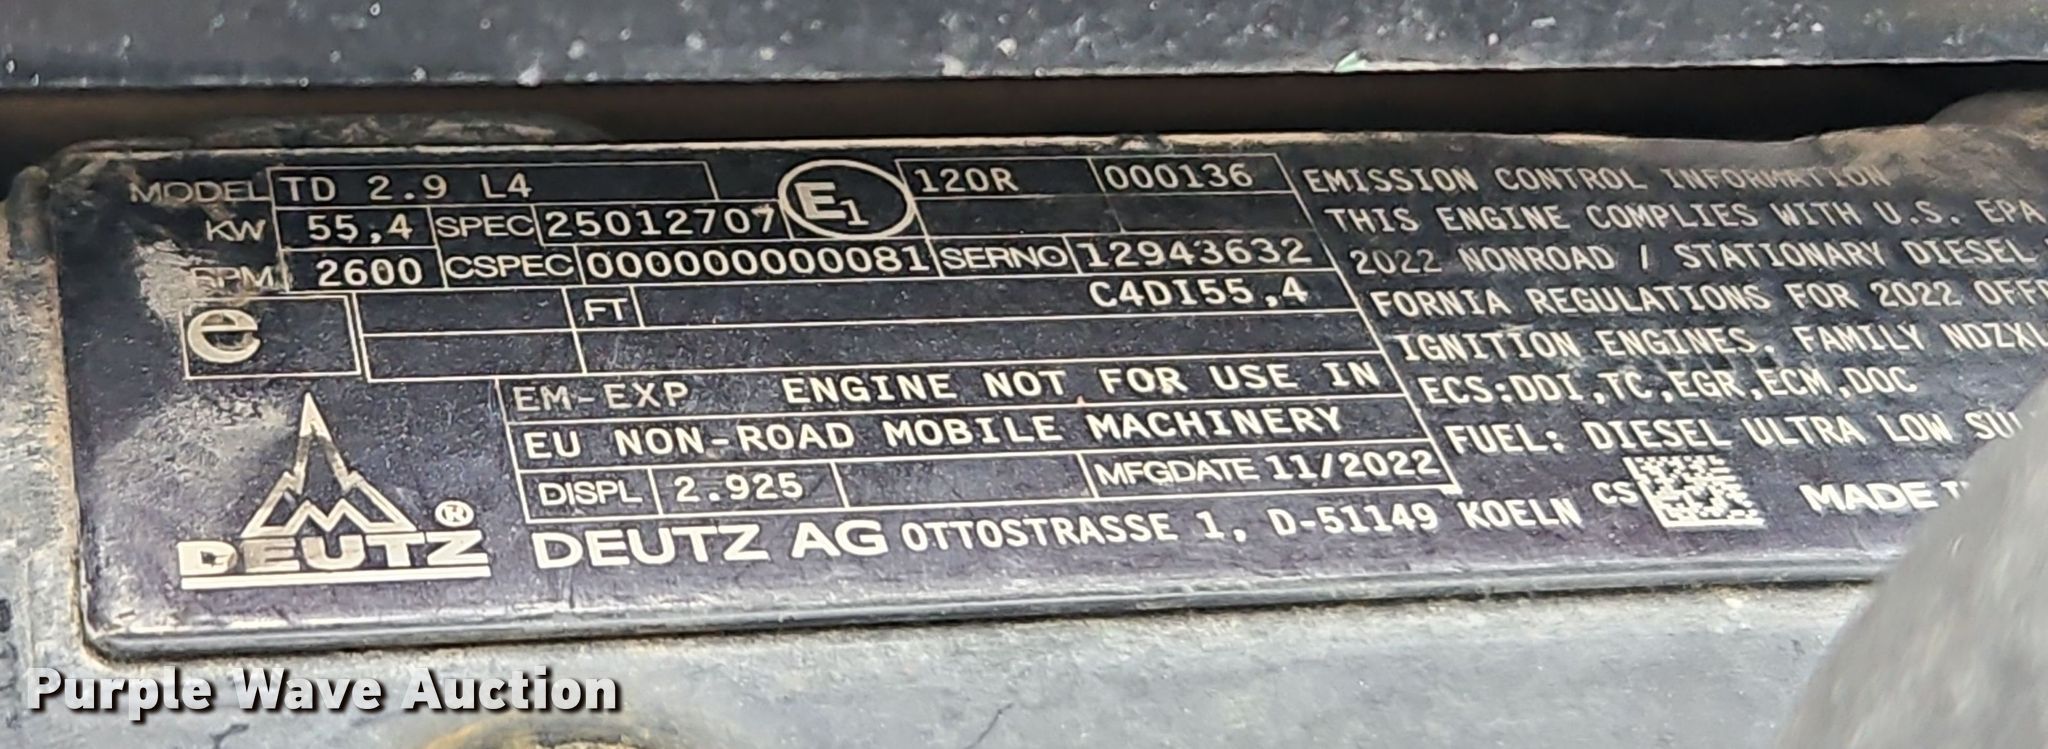 MODEL TD 2.9 L4 E1 120R 000136
KW 55,4 SPEC 25012707
RPM 2600 CSPEC 000000000081 SERNO 12943632
e FT C4DI55,4
EM-EXP ENGINE NOT FOR USE IN
EU NON-ROAD MOBILE MACHINERY
DISPL 2.925 MFGDATE 11/2022
DEUTZ®
DEUTZ AG OTTOSTRASSE 1, D-51149 KOELN CS MADE
EMISSION CONTROL INFORMATION
THIS ENGINE COMPLIES WITH U.S. EPA
2022 NONROAD / STATIONARY DIESEL
FORNIA REGULATIONS FOR 2022
IGNITION ENGINES. FAMILY NDZXL
ECS:DDI,TC,EGR,ECM,DOC
FUEL: DIESEL ULTRA LOW
Purple Wave Auction